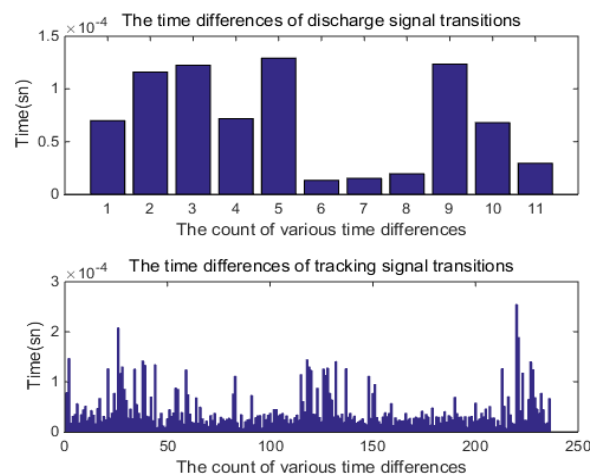 The time differences of discharge signal transitions
×10⁻⁴
1.5
1
0.5
0
Time(sn)
1 2 3 4 5 6 7 8 9 10 11
The count of various time differences
The time differences of tracking signal transitions
×10⁻⁴
3
2
1
0
Time(sn)
0 50 100 150 200 250
The count of various time differences